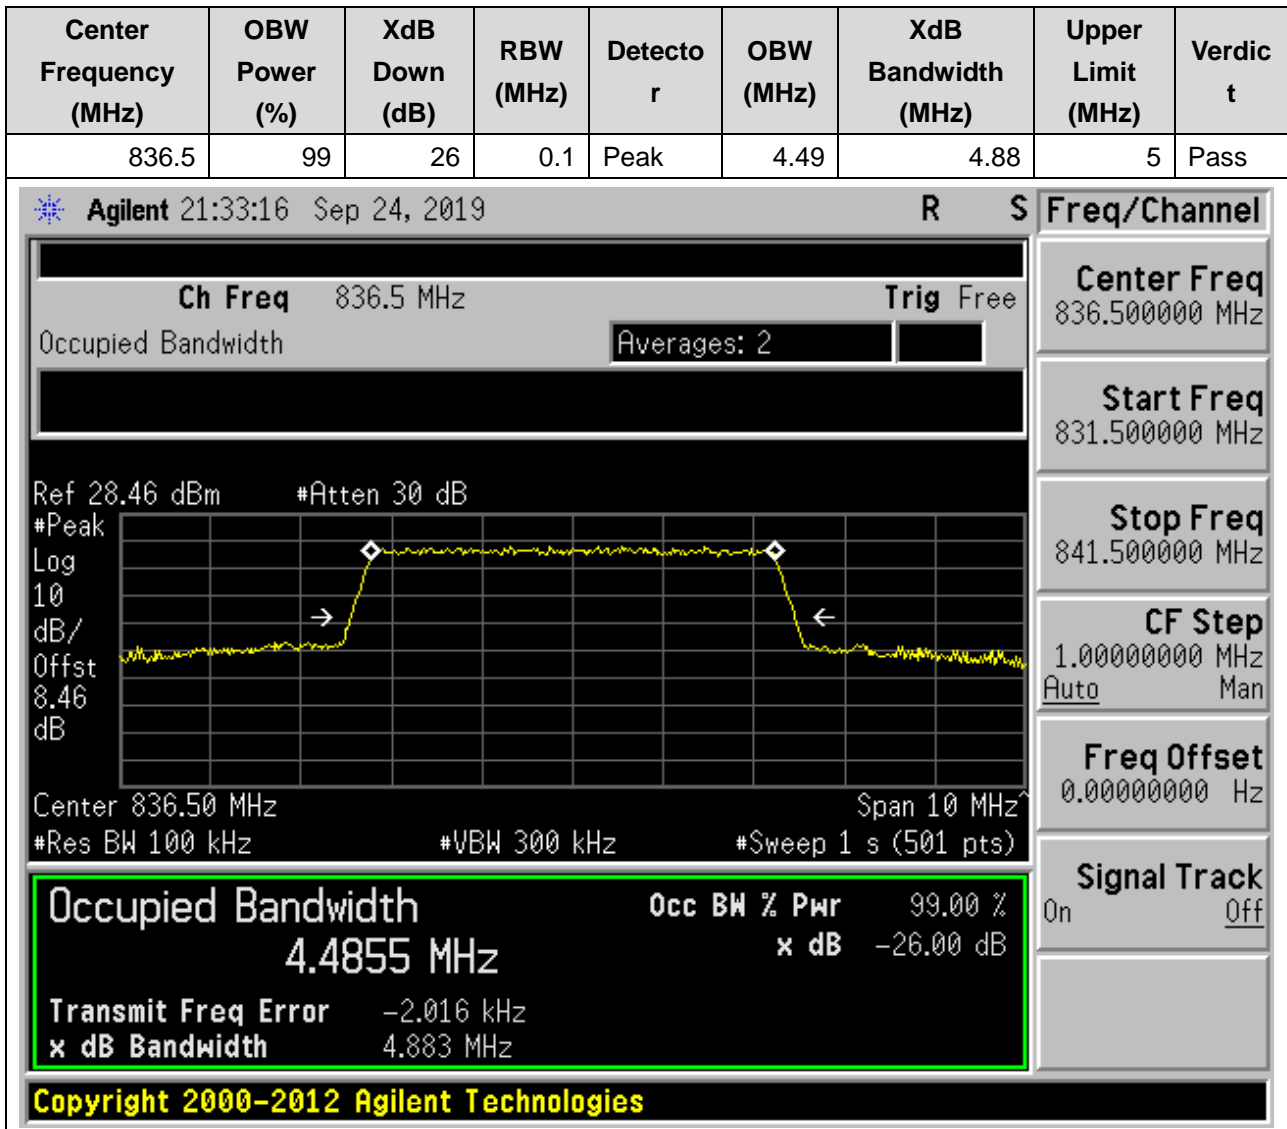 Center Frequency (MHz) OBW Power (%) XdB Down (dB) RBW (MHz) Detecto r OBW (MHz) XdB Bandwidth (MHz) Upper Limit (MHz) Verdic t
836.5 99 26 0.1 Peak 4.49 4.88 5 Pass
Agilent 21:33:16 Sep 24, 2019 R S
Ch Freq 836.5 MHz Trig Free
Occupied Bandwidth Averages: 2
Ref 28.46 dBm #Atten 30 dB
#Peak
Log
10
dB/
Offst
8.46
dB
Center 836.50 MHz Span 10 MHz^
#Res BW 100 kHz #VBW 300 kHz #Sweep 1 s (501 pts)
Occupied Bandwidth Occ BW % Pwr 99.00 %
4.4855 MHz x dB -26.00 dB
Transmit Freq Error -2.016 kHz
x dB Bandwidth 4.883 MHz
Copyright 2000-2012 Agilent Technologies
Freq/Channel
Center Freq
836.500000 MHz
Start Freq
831.500000 MHz
Stop Freq
841.500000 MHz
CF Step
1.00000000 MHz
Auto Man
Freq Offset
0.00000000 Hz
Signal Track
On Off